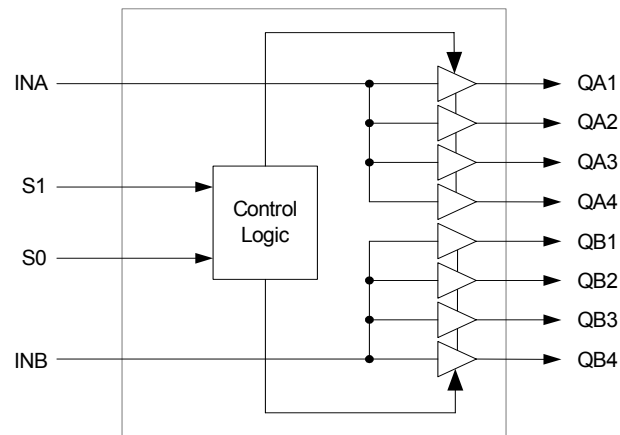 INA
S1
S0
INB
Control
Logic
QA1
QA2
QA3
QA4
QB1
QB2
QB3
QB4